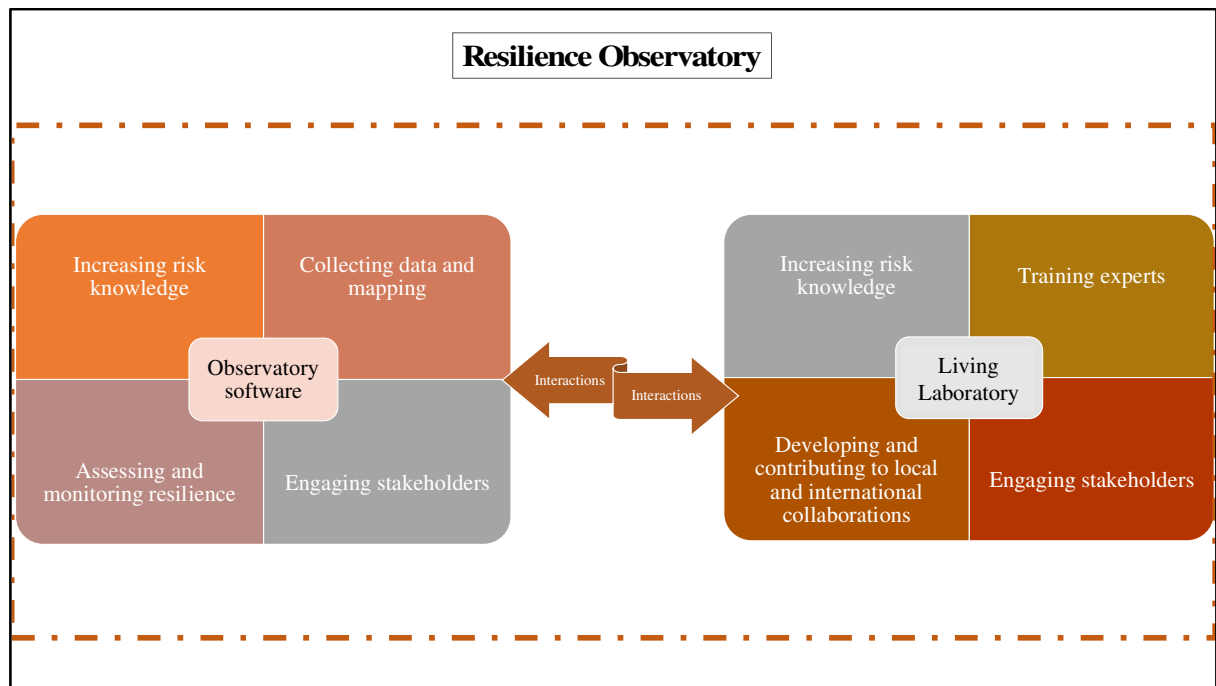 Resilience Observatory
Increasing risk
knowledge
Collecting data and
mapping
Observatory
software
Assessing and
monitoring resilience
Engaging stakeholders
Interactions
Interactions
Increasing risk
knowledge
Training experts
Living
Laboratory
Developing and
contributing to local
and international
collaborations
Engaging stakeholders